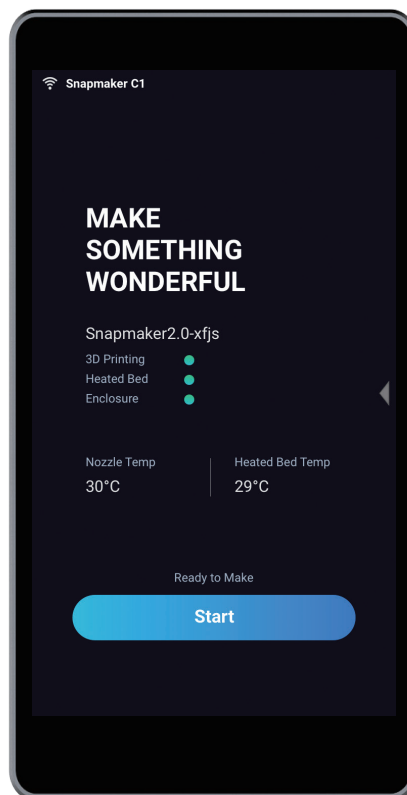 Snapmaker C1
MAKE
SOMETHING
WONDERFUL
Snapmaker2.0-xfjs
3D Printing
Heated Bed
Enclosure
Nozzle Temp
Heated Bed Temp
30°C
29°C
Ready to Make
Start